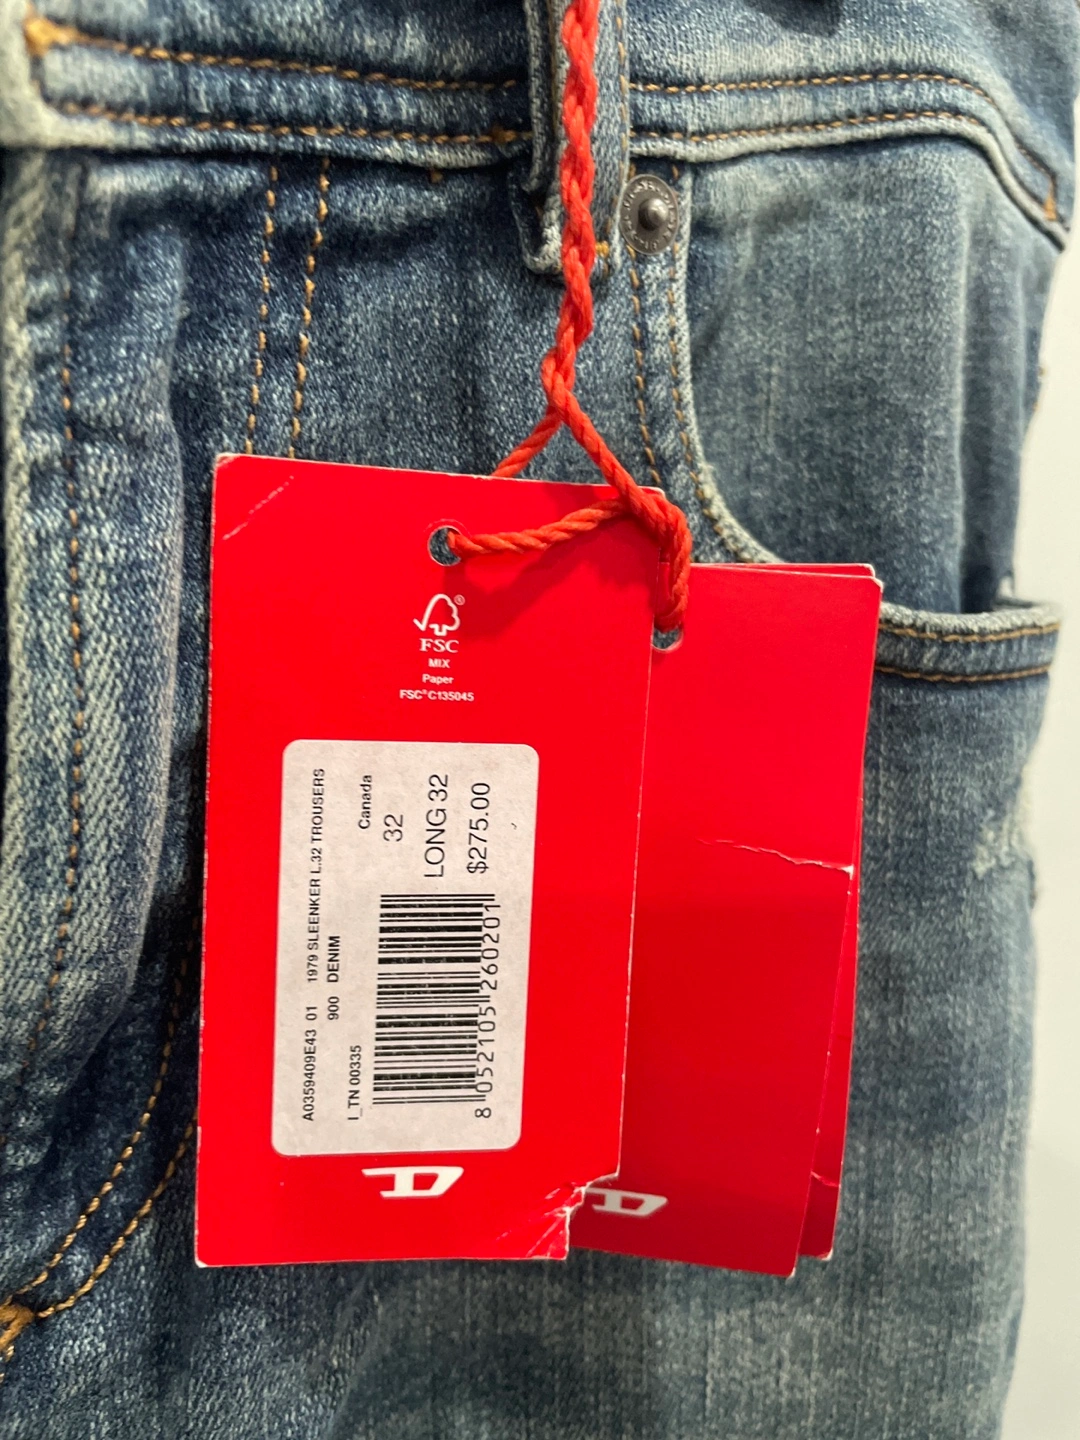 FSC
MIX
Paper
FSC® C135045
A0359409E43 01 1979 SLEENKER L.32 TROUSERS
900 DENIM
I_TN 00335
Canada
32
LONG 32
$275.00
8 052105 260201